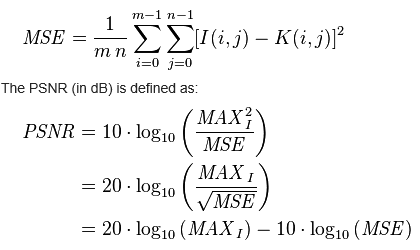 MSE = \frac{1}{m\,n} \sum_{i=0}^{m-1} \sum_{j=0}^{n-1} [I(i,j) - K(i,j)]^2
The PSNR (in dB) is defined as:
PSNR = 10 \cdot \log_{10} \left( \frac{MAX_I^2}{MSE} \right)
= 20 \cdot \log_{10} \left( \frac{MAX_I}{\sqrt{MSE}} \right)
= 20 \cdot \log_{10} (MAX_I) - 10 \cdot \log_{10} (MSE)